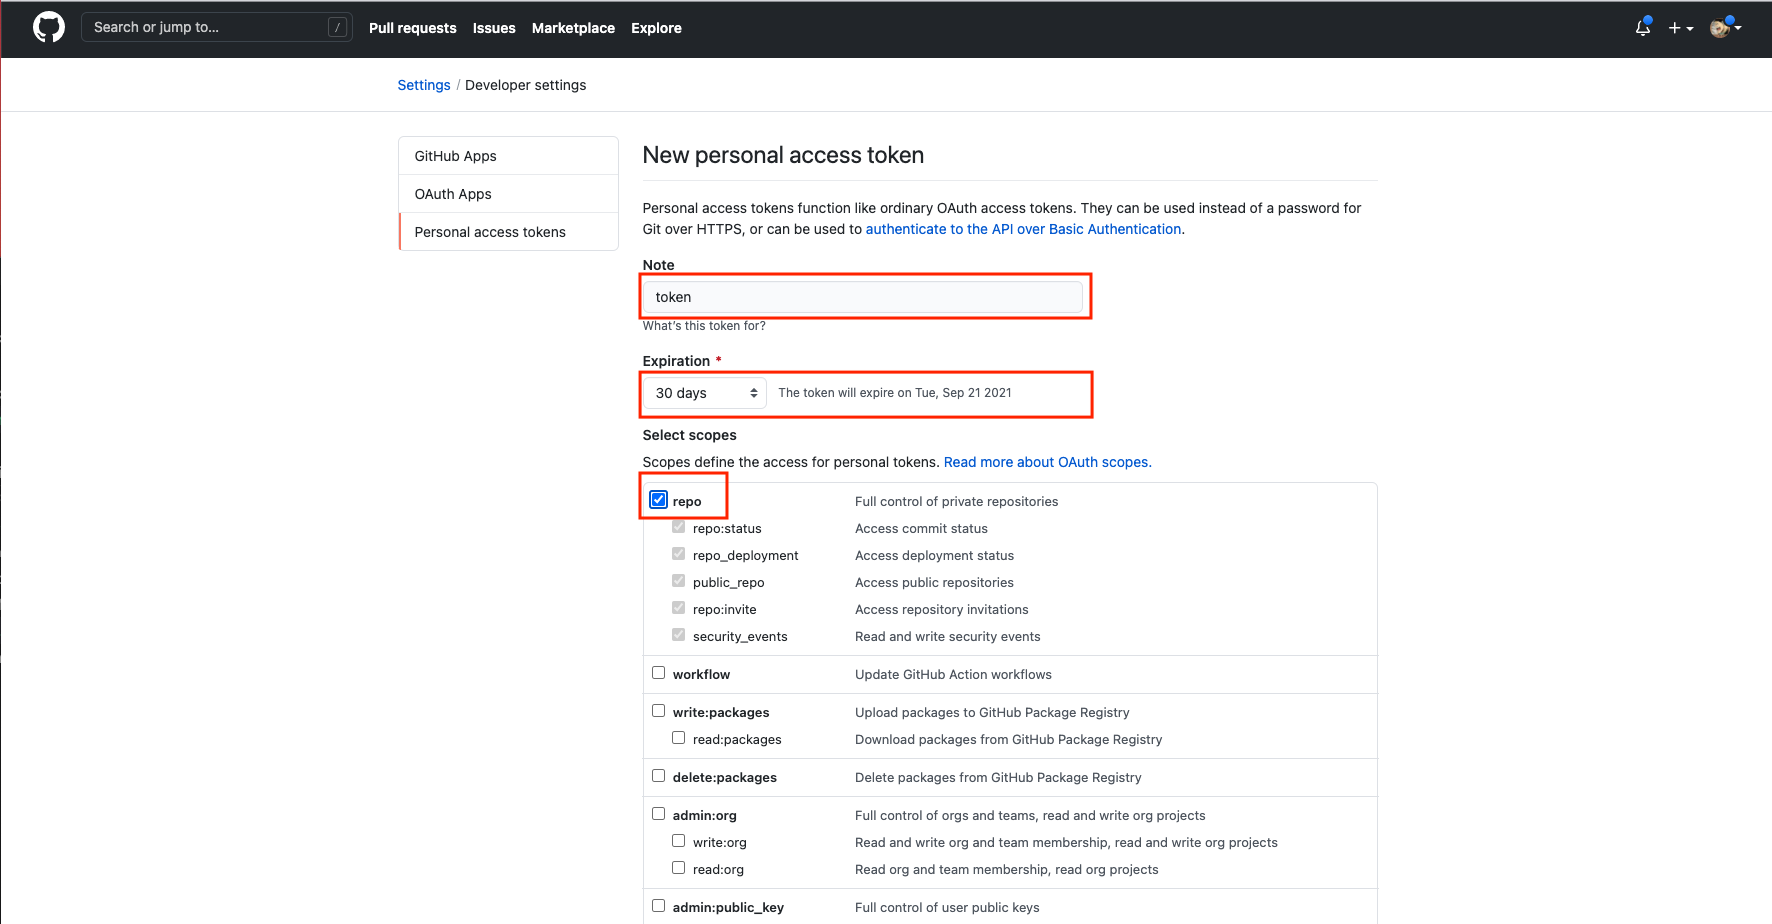 Search or jump to... /
Pull requests Issues Marketplace Explore
Settings / Developer settings
GitHub Apps
OAuth Apps
Personal access tokens
New personal access token
Personal access tokens function like ordinary OAuth access tokens. They can be used instead of a password for
Git over HTTPS, or can be used to authenticate to the API over Basic Authentication.
Note
token
What's this token for?
Expiration *
30 days The token will expire on Tue, Sep 21 2021
Select scopes
Scopes define the access for personal tokens. Read more about OAuth scopes.
repo Full control of private repositories
repo:status Access commit status
repo_deployment Access deployment status
public_repo Access public repositories
repo:invite Access repository invitations
security_events Read and write security events
workflow Update GitHub Action workflows
write:packages Upload packages to GitHub Package Registry
read:packages Download packages from GitHub Package Registry
delete:packages Delete packages from GitHub Package Registry
admin:org Full control of orgs and teams, read and write org projects
write:org Read and write org and team membership, read and write org projects
read:org Read org and team membership, read org projects
admin:public_key Full control of user public keys